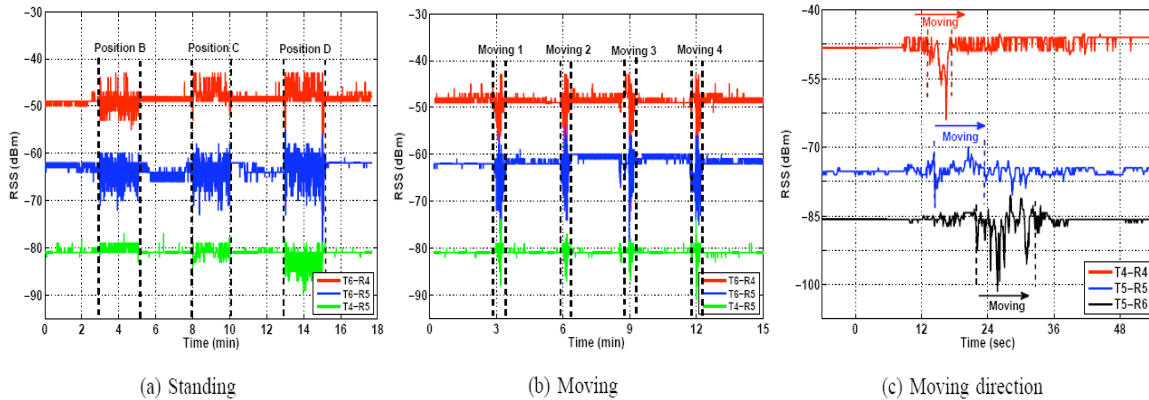 −30
−40
−50
−60
−70
−80
−90
RSS (dBm)
Position B
Position C
Position D
T6−R4
T6−R5
T4−R5
0 2 4 6 8 10 12 14 16 18
Time (min)
(a) Standing
−30
−40
−50
−60
−70
−80
−90
RSS (dBm)
Moving 1
Moving 2
Moving 3
Moving 4
T6−R4
T6−R5
T4−R5
0 3 6 9 12 15
Time (min)
(b) Moving
−40
−55
−70
−85
−100
RSS (dBm)
Moving
Moving
Moving
T4−R4
T5−R5
T5−R6
0 12 24 36 48
Time (sec)
(c) Moving direction